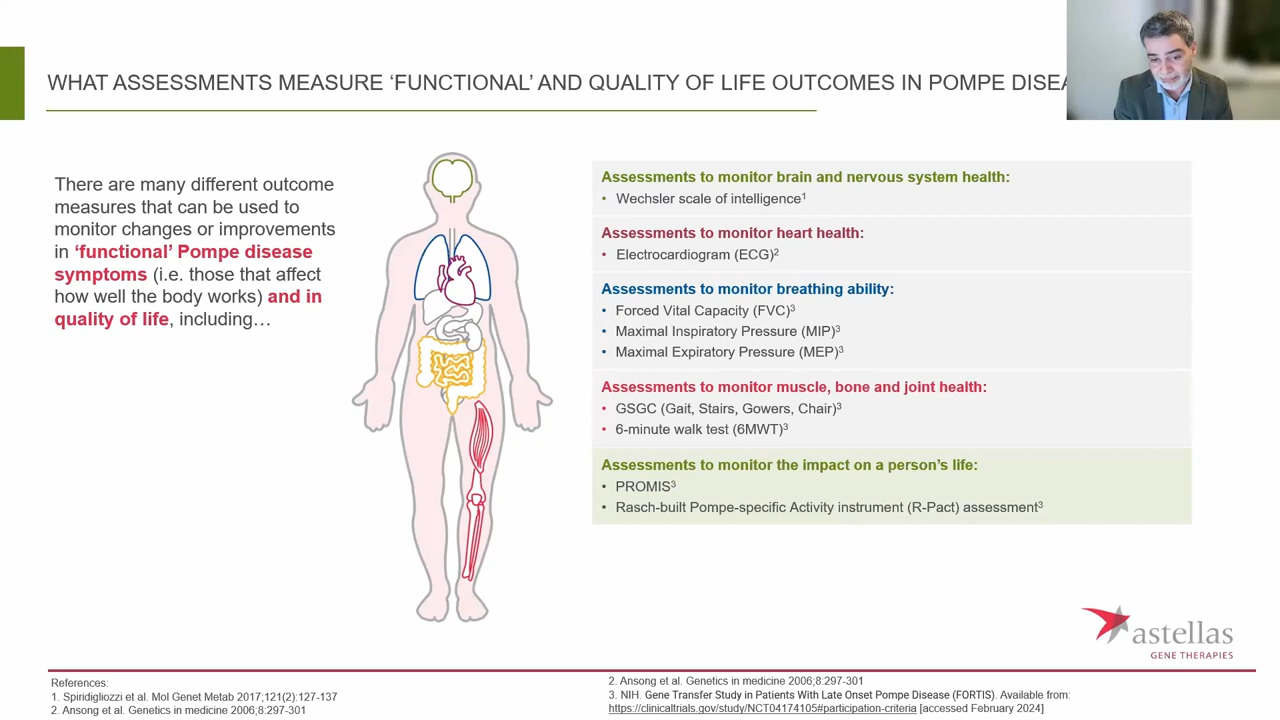 WHAT ASSESSMENTS MEASURE ‘FUNCTIONAL’ AND QUALITY OF LIFE OUTCOMES IN POMPE
There are many different outcome
measures that can be used to
monitor changes or improvements
in ‘functional’ Pompe disease
symptoms (i.e. those that affect
how well the body works) and in
quality of life, including…
Assessments to monitor brain and nervous system health:
• Wechsler scale of intelligence¹
Assessments to monitor heart health:
• Electrocardiogram (ECG)²
Assessments to monitor breathing ability:
• Forced Vital Capacity (FVC)³
• Maximal Inspiratory Pressure (MIP)³
• Maximal Expiratory Pressure (MEP)³
Assessments to monitor muscle, bone and joint health:
• GSGC (Gait, Stairs, Gowers, Chair)³
• 6-minute walk test (6MWT)³
Assessments to monitor the impact on a person’s life:
• PROMIS³
• Rasch-built Pompe-specific Activity instrument (R-Pact) assessment³
astellas
GENE THERAPIES
References:
1. Spiridigliozzi et al. Mol Genet Metab 2017;121(2):127-137
2. Ansong et al. Genetics in medicine 2006;8:297-301
2. Ansong et al. Genetics in medicine 2006;8:297-301
3. NIH. Gene Transfer Study in Patients With Late Onset Pompe Disease (FORTIS). Available from:
https://clinicaltrials.gov/study/NCT04174105#participation-criteria [accessed February 2024]